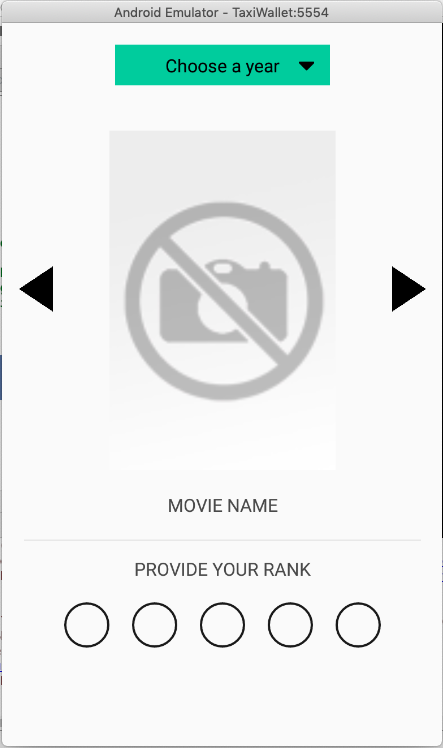 Android Emulator - TaxiWallet:5554
Choose a year
MOVIE NAME
PROVIDE YOUR RANK